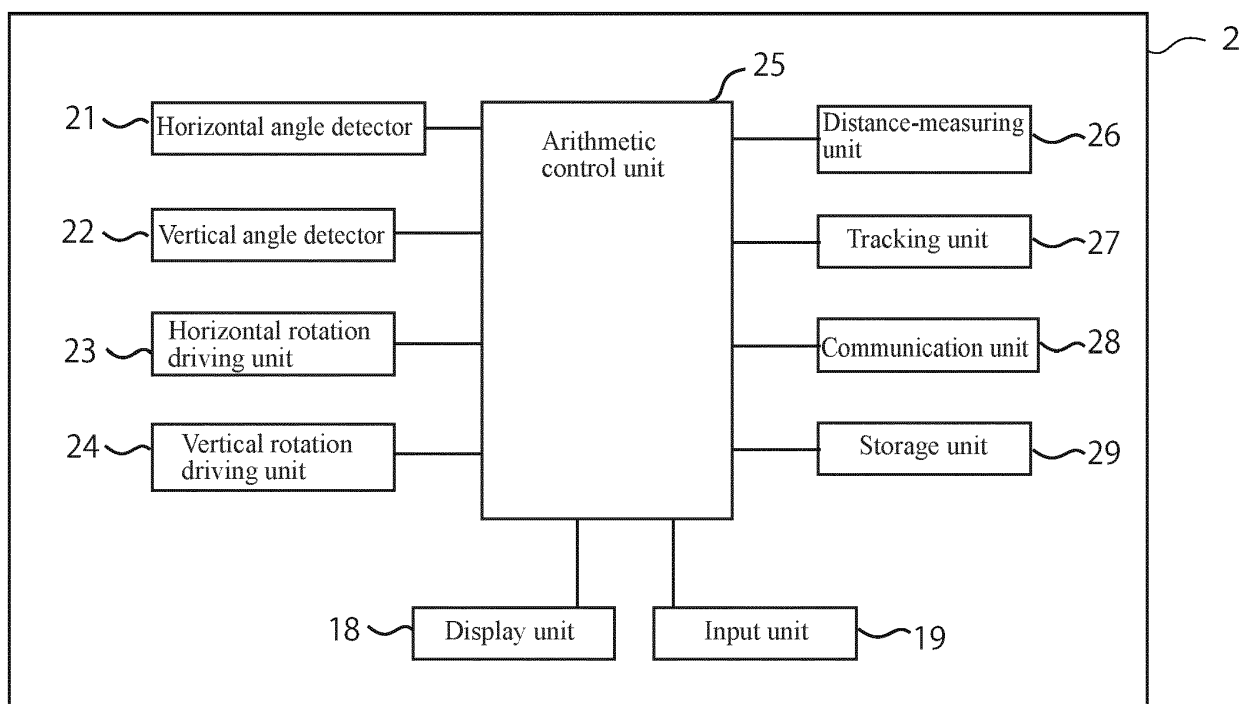 2
25
Arithmetic
control unit
21
Horizontal angle detector
22
Vertical angle detector
23
Horizontal rotation
driving unit
24
Vertical rotation
driving unit
Distance-measuring
unit
26
Tracking unit
27
Communication unit
28
Storage unit
29
18
Display unit
Input unit
19